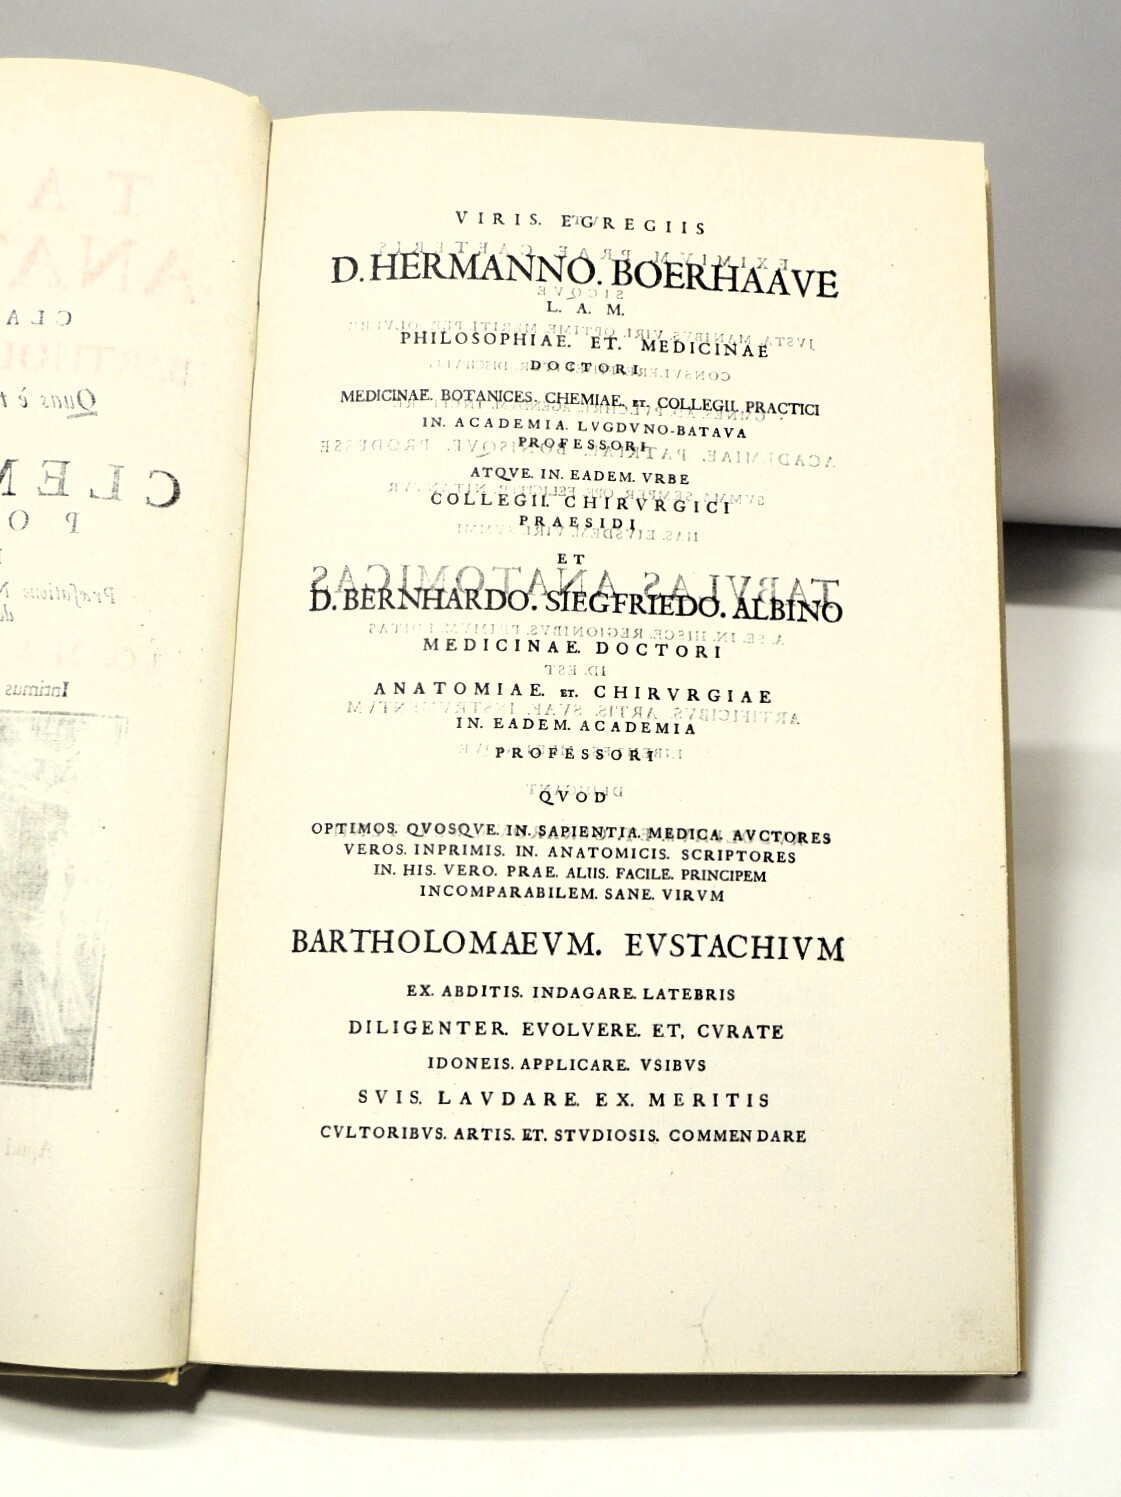 VIRIS. EGREGIIS
D. HERMANNO. BOERHAAVE
L. A. M.
PHILOSOPHIAE. ET. MEDICINAE
DOCTORI
MEDICINAE. BOTANICES. CHEMIAE. ET. COLLEGII. PRACTICI
IN. ACADEMIA. LVGDVNO-BATAVA
PROFESSORI
ATQVE. IN. EADEM. VRBE
COLLEGII. CHIRVRGICI
PRAESIDI
ET
D. BERNHARDO. SIEGFRIEDO. ALBINO
MEDICINAE. DOCTORI
ANATOMIAE. ET. CHIRVRGIAE
IN. EADEM. ACADEMIA
PROFESSORI
QVOD
OPTIMOS. QVOSQVE. IN. SAPIENTIA. MEDICA. AVCTORES
VEROS. INPRIMIS. IN. ANATOMICIS. SCRIPTORES
IN. HIS. VERO. PRAE. ALIIS. FACILE. PRINCIPEM
INCOMPARABILEM. SANE. VIRVM
BARTHOLOMAEVM. EVSTACHIVM
EX. ABDITIS. INDAGARE. LATEBRIS
DILIGENTER. EVOLVERE. ET, CVRATE
IDONEIS. APPLICARE. VSIBVS
SVIS. LAVDARE. EX. MERITIS
CVLTORIBVS. ARTIS. ET. STVDIOSIS. COMMENDARE